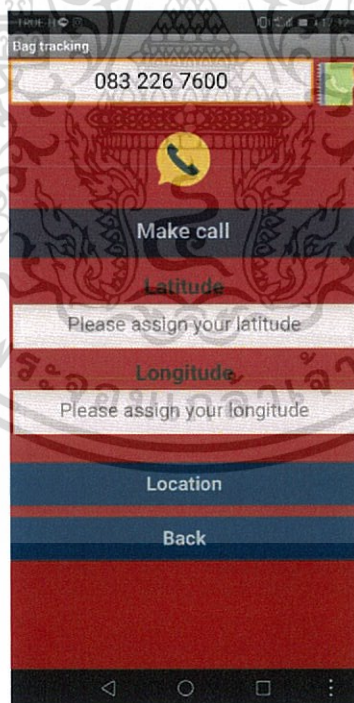 TRUE-H
Bag tracking
083 226 7600
Make call
Latitude
Please assign your latitude
Longitude
Please assign your longitude
Location
Back